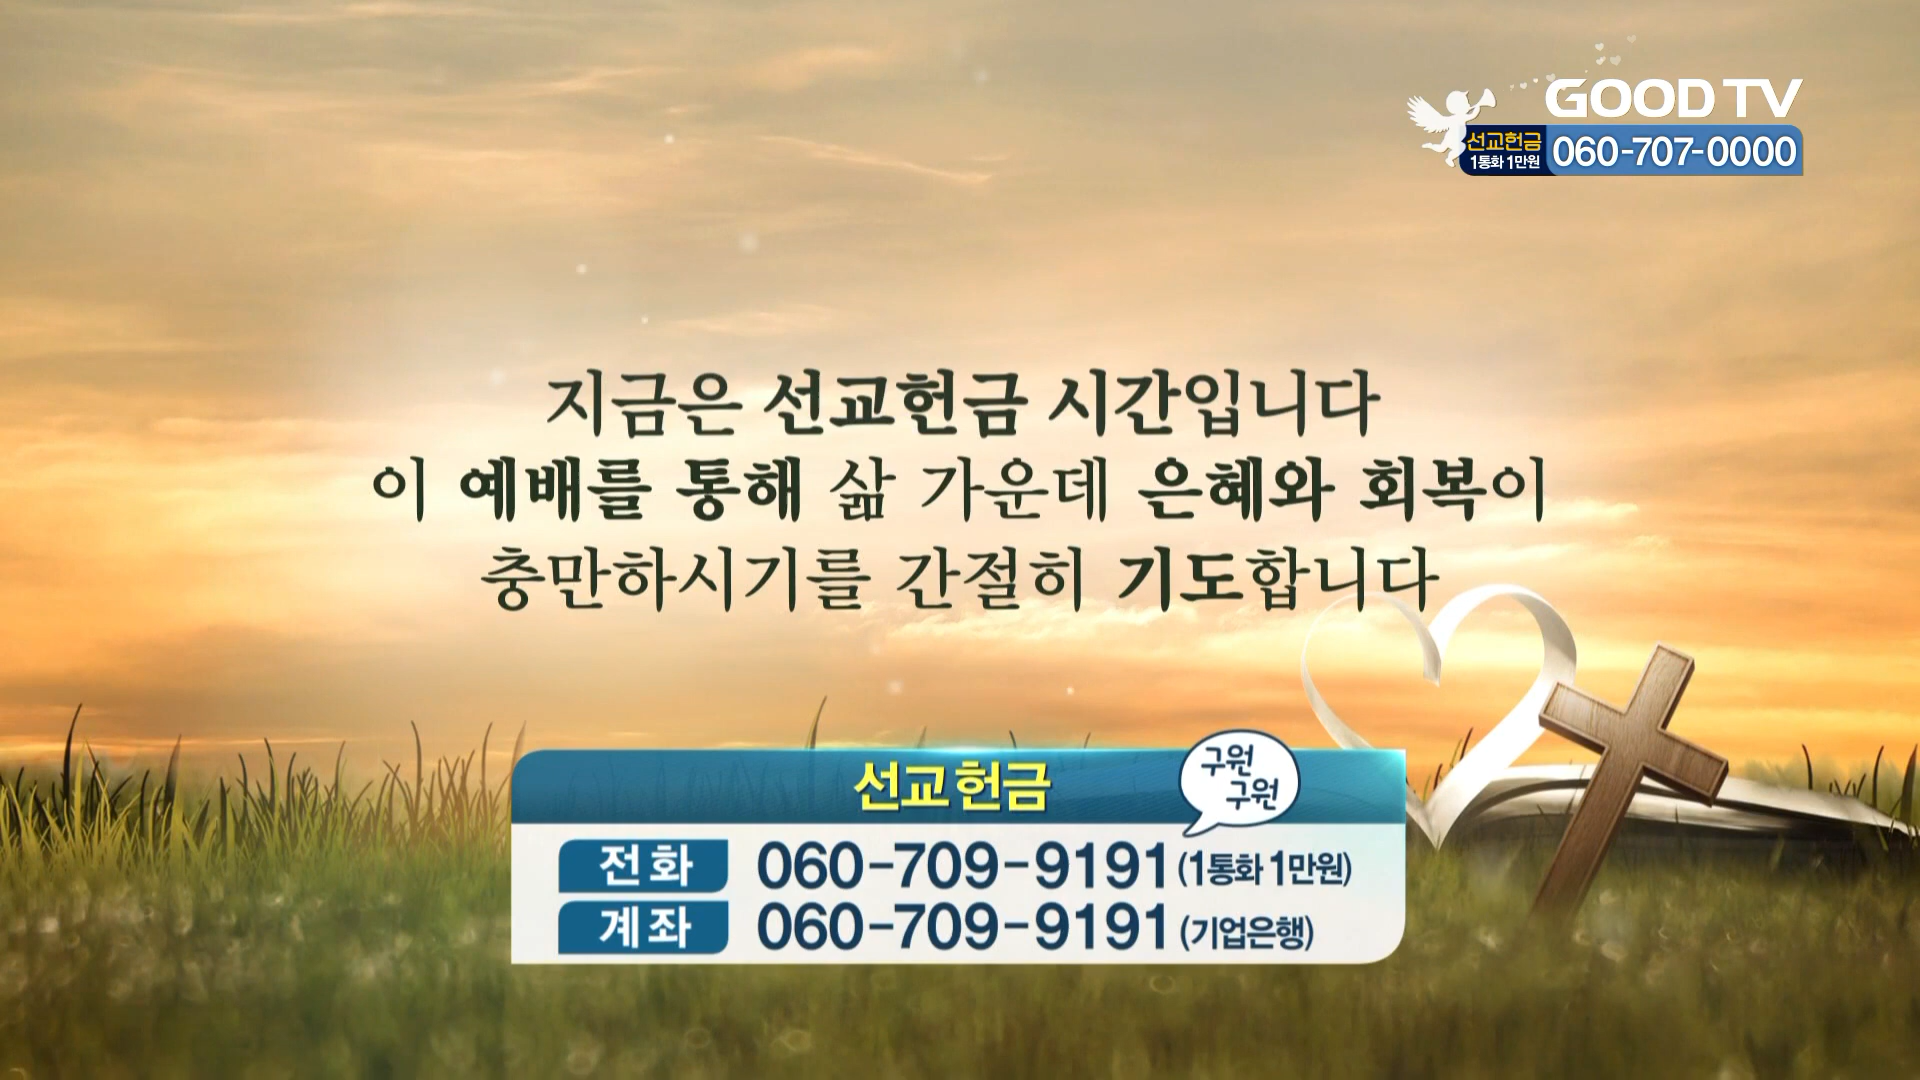 GOOD TV
선교헌금
1통화 1만원
060-707-0000
지금은 선교헌금 시간입니다
이 예배를 통해 삶 가운데 은혜와 회복이
충만하시기를 간절히 기도합니다
선교헌금
구원
구원
전화 060-709-9191 (1통화 1만원)
계좌 060-709-9191 (기업은행)